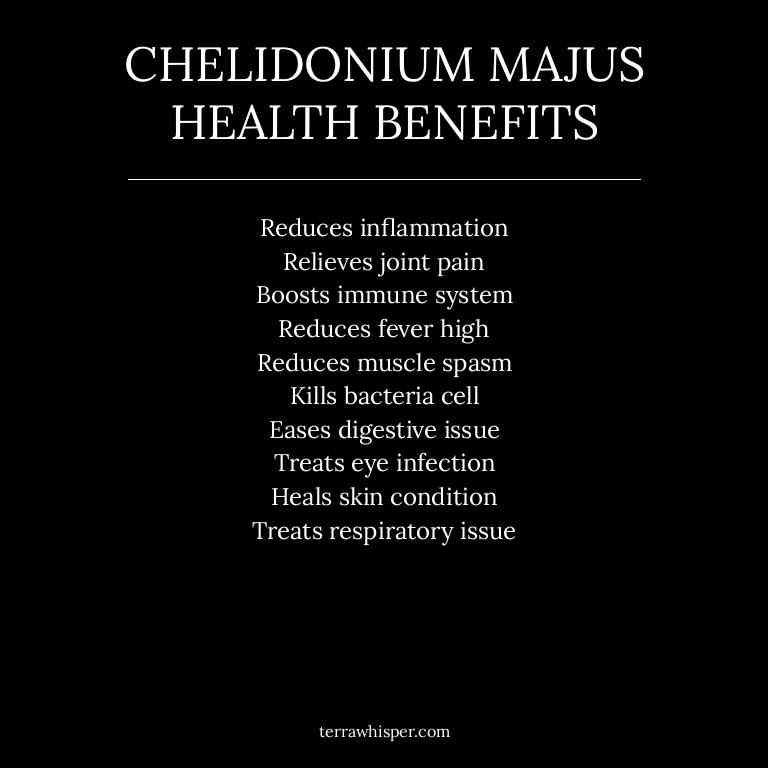 CHELIDONIUM MAJUS
HEALTH BENEFITS
Reduces inflammation
Relieves joint pain
Boosts immune system
Reduces fever high
Reduces muscle spasm
Kills bacteria cell
Eases digestive issue
Treats eye infection
Heals skin condition
Treats respiratory issue
terrawhisper.com